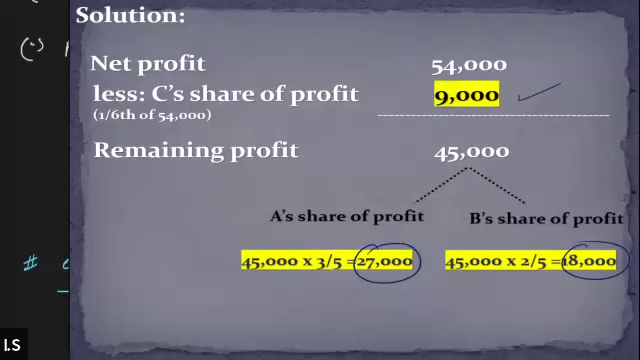 Solution:
Net profit 54,000
less: C's share of profit 9,000
(1/6th of 54,000)
Remaining profit 45,000
A's share of profit B's share of profit
45,000 x 3/5 =27,000 45,000 x 2/5 =18,000
#
I.S